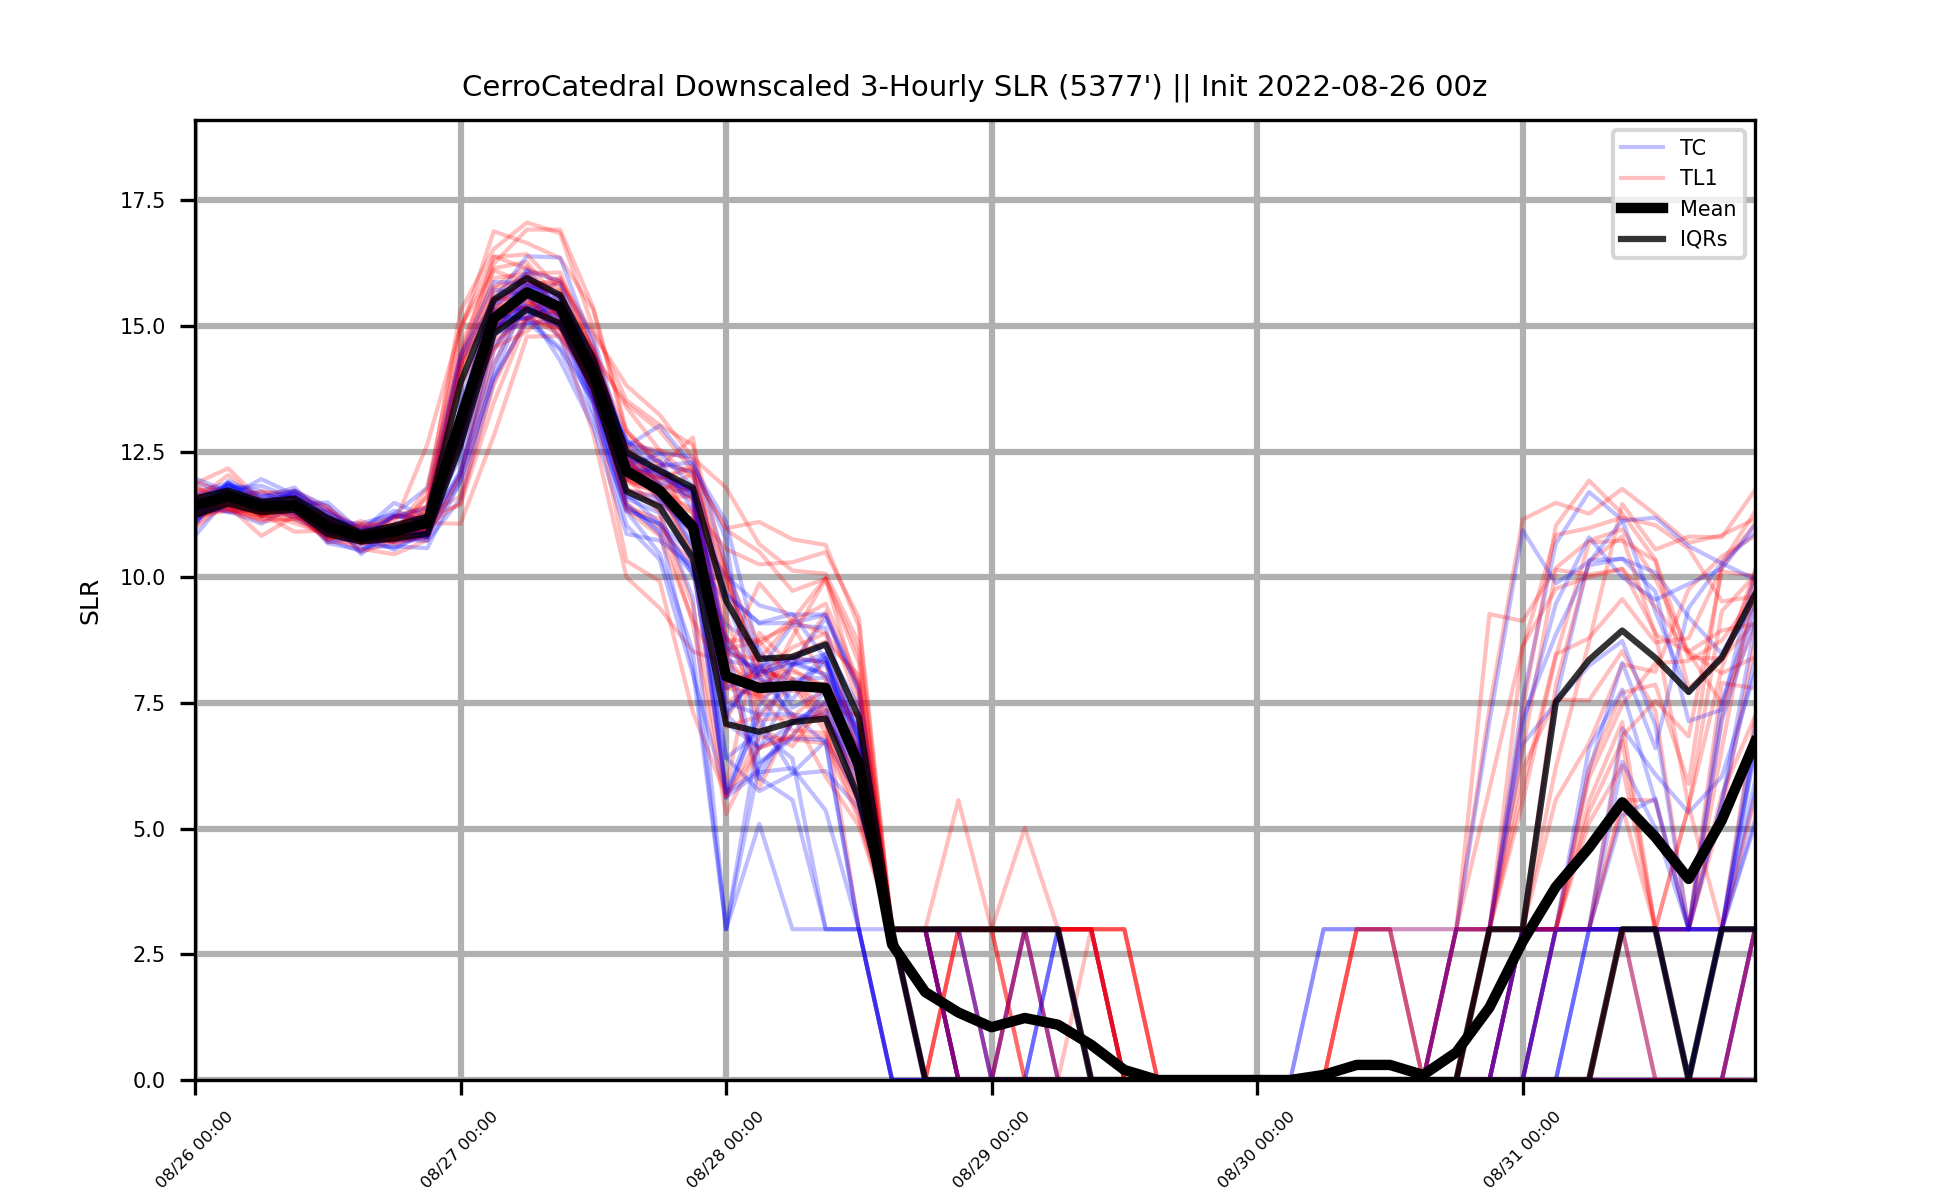 CerroCatedral Downscaled 3-Hourly SLR (5377') || Init 2022-08-26 00z
TC
TL1
Mean
IQRs
SLR
17.5
15.0
12.5
10.0
7.5
5.0
2.5
0.0
08/26 00:00
08/27 00:00
08/28 00:00
08/29 00:00
08/30 00:00
08/31 00:00